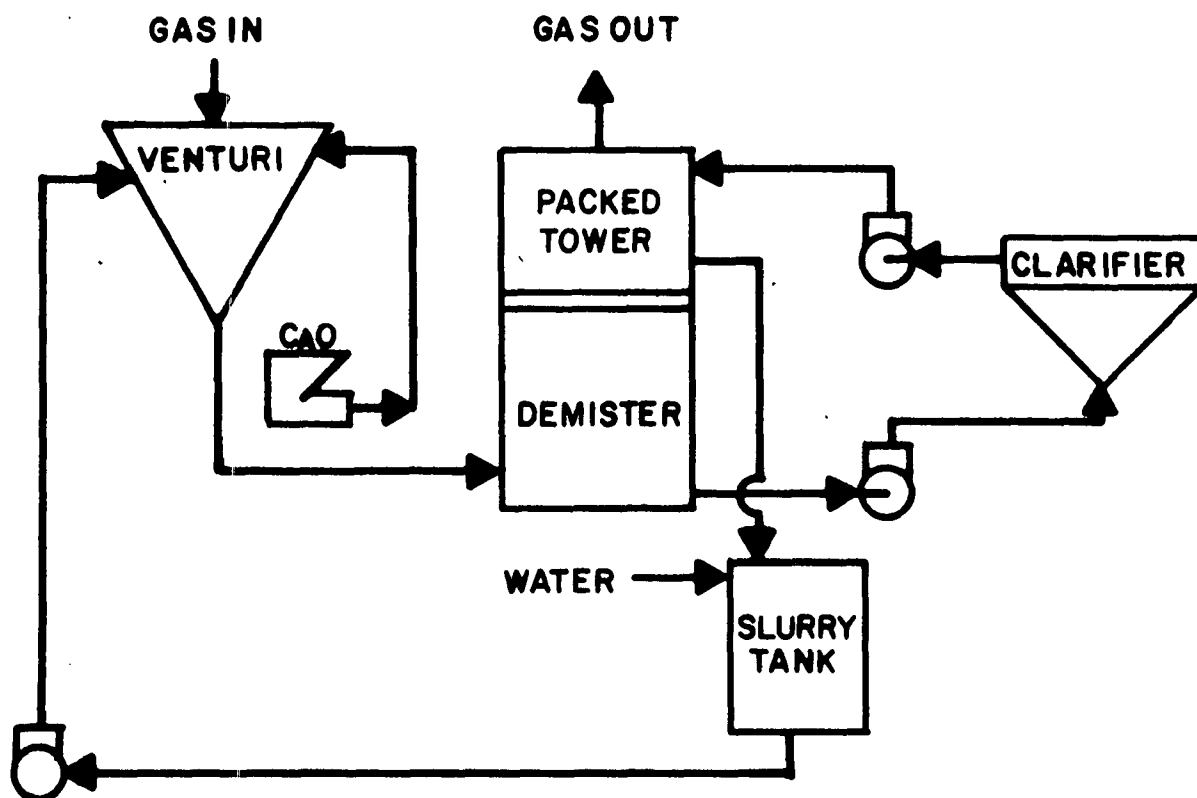 GAS IN
GAS OUT
VENTURI
PACKED
TOWER
CLARIFIER
CAO
DEMISTER
WATER
SLURRY
TANK